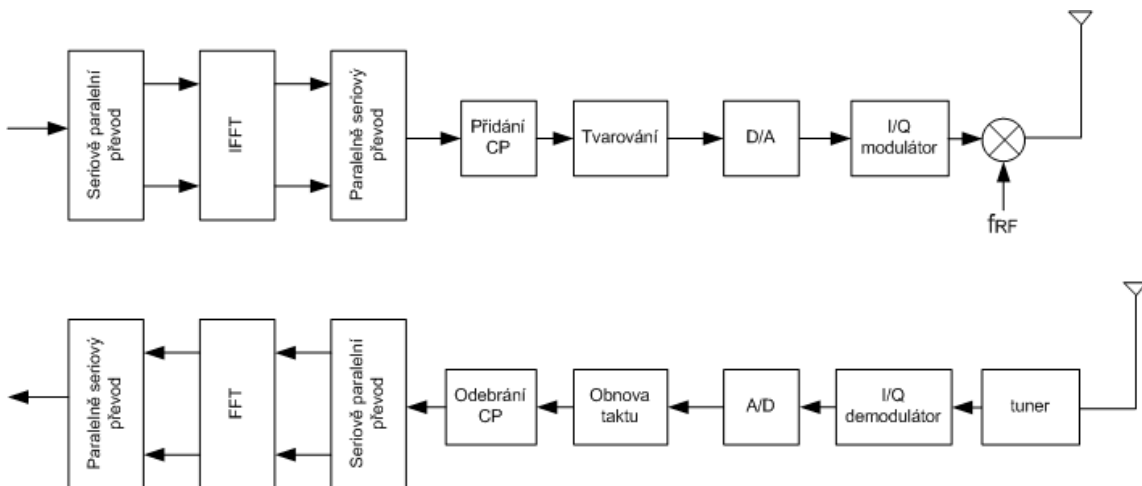 Seriově paralelní
převod
IFFT
Paralelně seriový
převod
Přidání
CP
Tvarování
D/A
I/Q
modulátor
fRF
Paralelně seriový
převod
FFT
Seriově paralelní
převod
Odebrání
CP
Obnova
taktu
A/D
I/Q
demodulátor
tuner